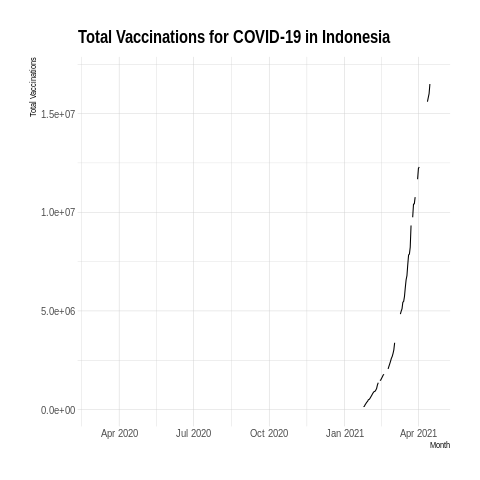 Total Vaccinations for COVID-19 in Indonesia
Total Vaccinations
1.5e+07
1.0e+07
5.0e+06
0.0e+00
Apr 2020 Jul 2020 Oct 2020 Jan 2021 Apr 2021
Month